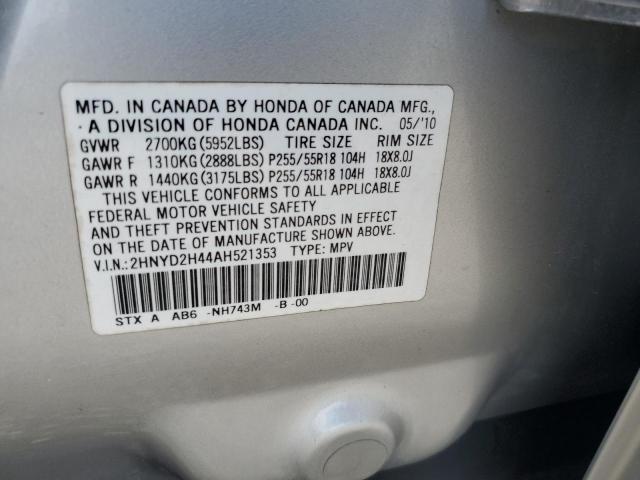 MFD. IN CANADA BY HONDA OF CANADA MFG.,
A DIVISION OF HONDA CANADA INC. 05/'10
GVWR 2700KG(5952LBS) TIRE SIZE RIM SIZE
GAWR F 1310KG(2888LBS) P255/55R18 104H 18X8.0J
GAWR R 1440KG(3175LBS) P255/55R18 104H 18X8.0J
THIS VEHICLE CONFORMS TO ALL APPLICABLE
FEDERAL MOTOR VEHICLE SAFETY
AND THEFT PREVENTION STANDARDS IN EFFECT
ON THE DATE OF MANUFACTURE SHOWN ABOVE.
V.I.N.:2HNYD2H44AH521353 TYPE: MPV
STX A AB6 -NH743M -B -00